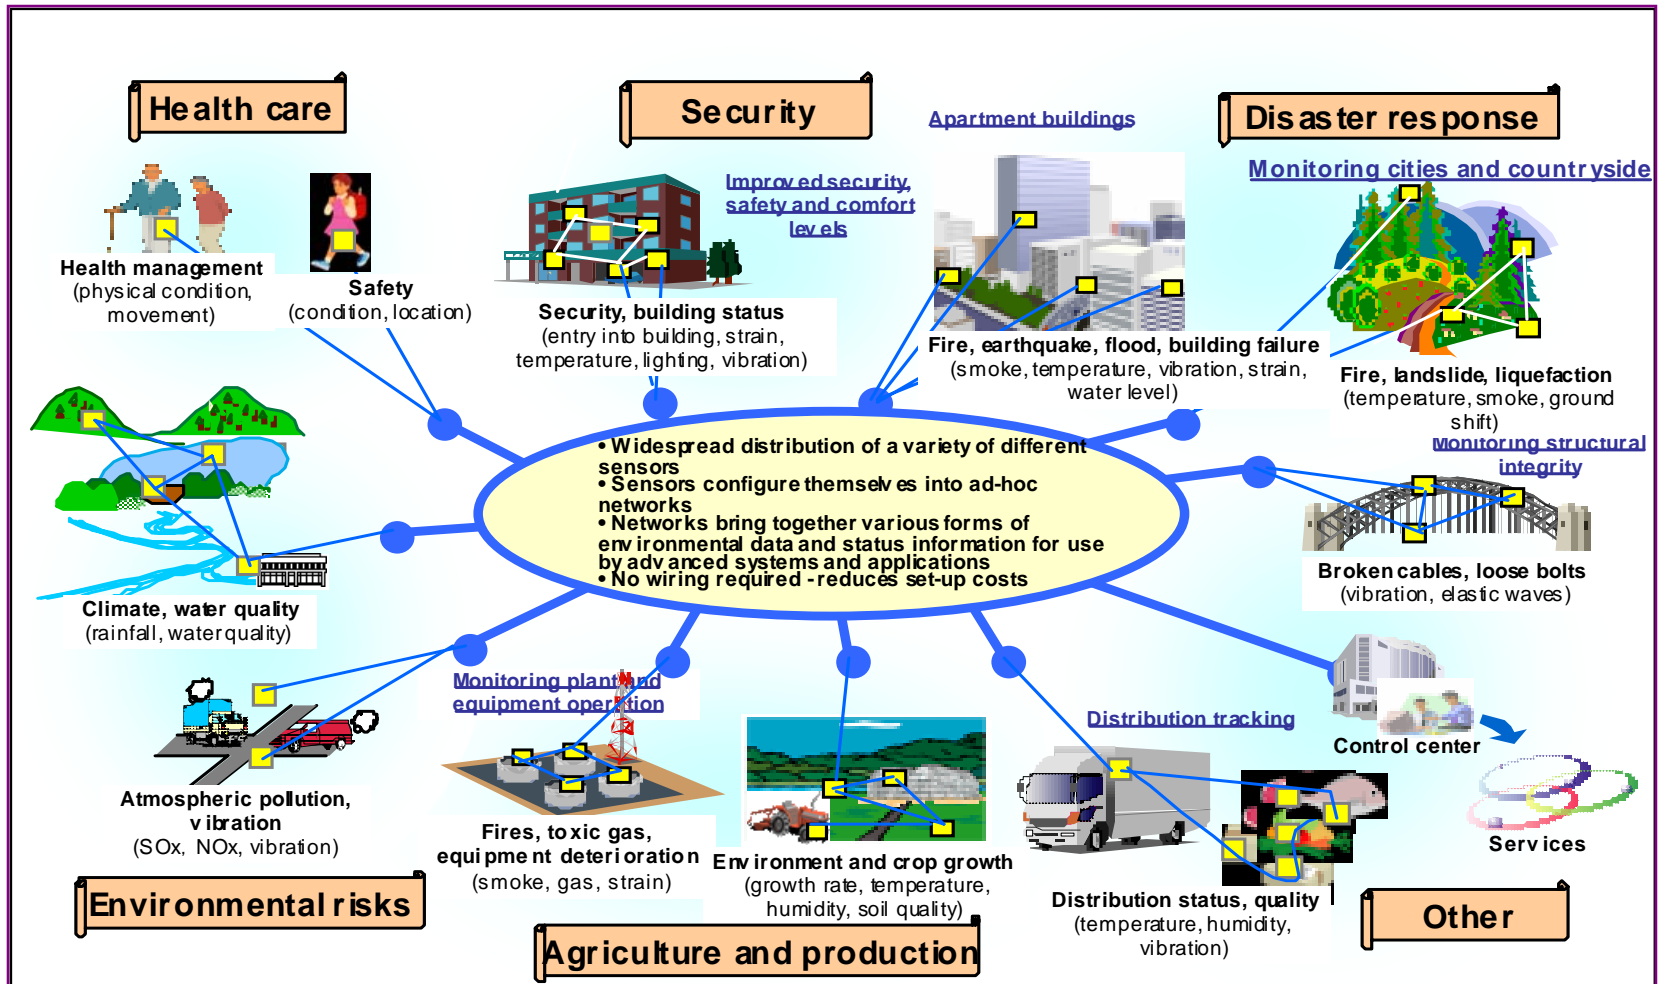 Health care
Security
Disaster response
Apartment buildings
Monitoring cities and countryside
Improved security,
safety and comfort
levels
Health management
(physical condition,
movement)
Safety
(condition, location)
Security, building status
(entry into building, strain,
temperature, lighting, vibration)
Fire, earthquake, flood, building failure
(smoke, temperature, vibration, strain,
water level)
Fire, landslide, liquefaction
(temperature, smoke, ground
shift)
Monitoring structural
integrity
• Widespread distribution of a variety of different
sensors
• Sensors configure themselves into ad-hoc
networks
• Networks bring together various forms of
environmental data and status information for use
by advanced systems and applications
• No wiring required - reduces set-up costs
Broken cables, loose bolts
(vibration, elastic waves)
Climate, water quality
(rainfall, water quality)
Monitoring plant and
equipment operation
Distribution tracking
Control center
Atmospheric pollution,
vibration
(SOx, NOx, vibration)
Fires, toxic gas,
equipment deterioration
(smoke, gas, strain)
Environment and crop growth
(growth rate, temperature,
humidity, soil quality)
Distribution status, quality
(temperature, humidity,
vibration)
Services
Environmental risks
Agriculture and production
Other